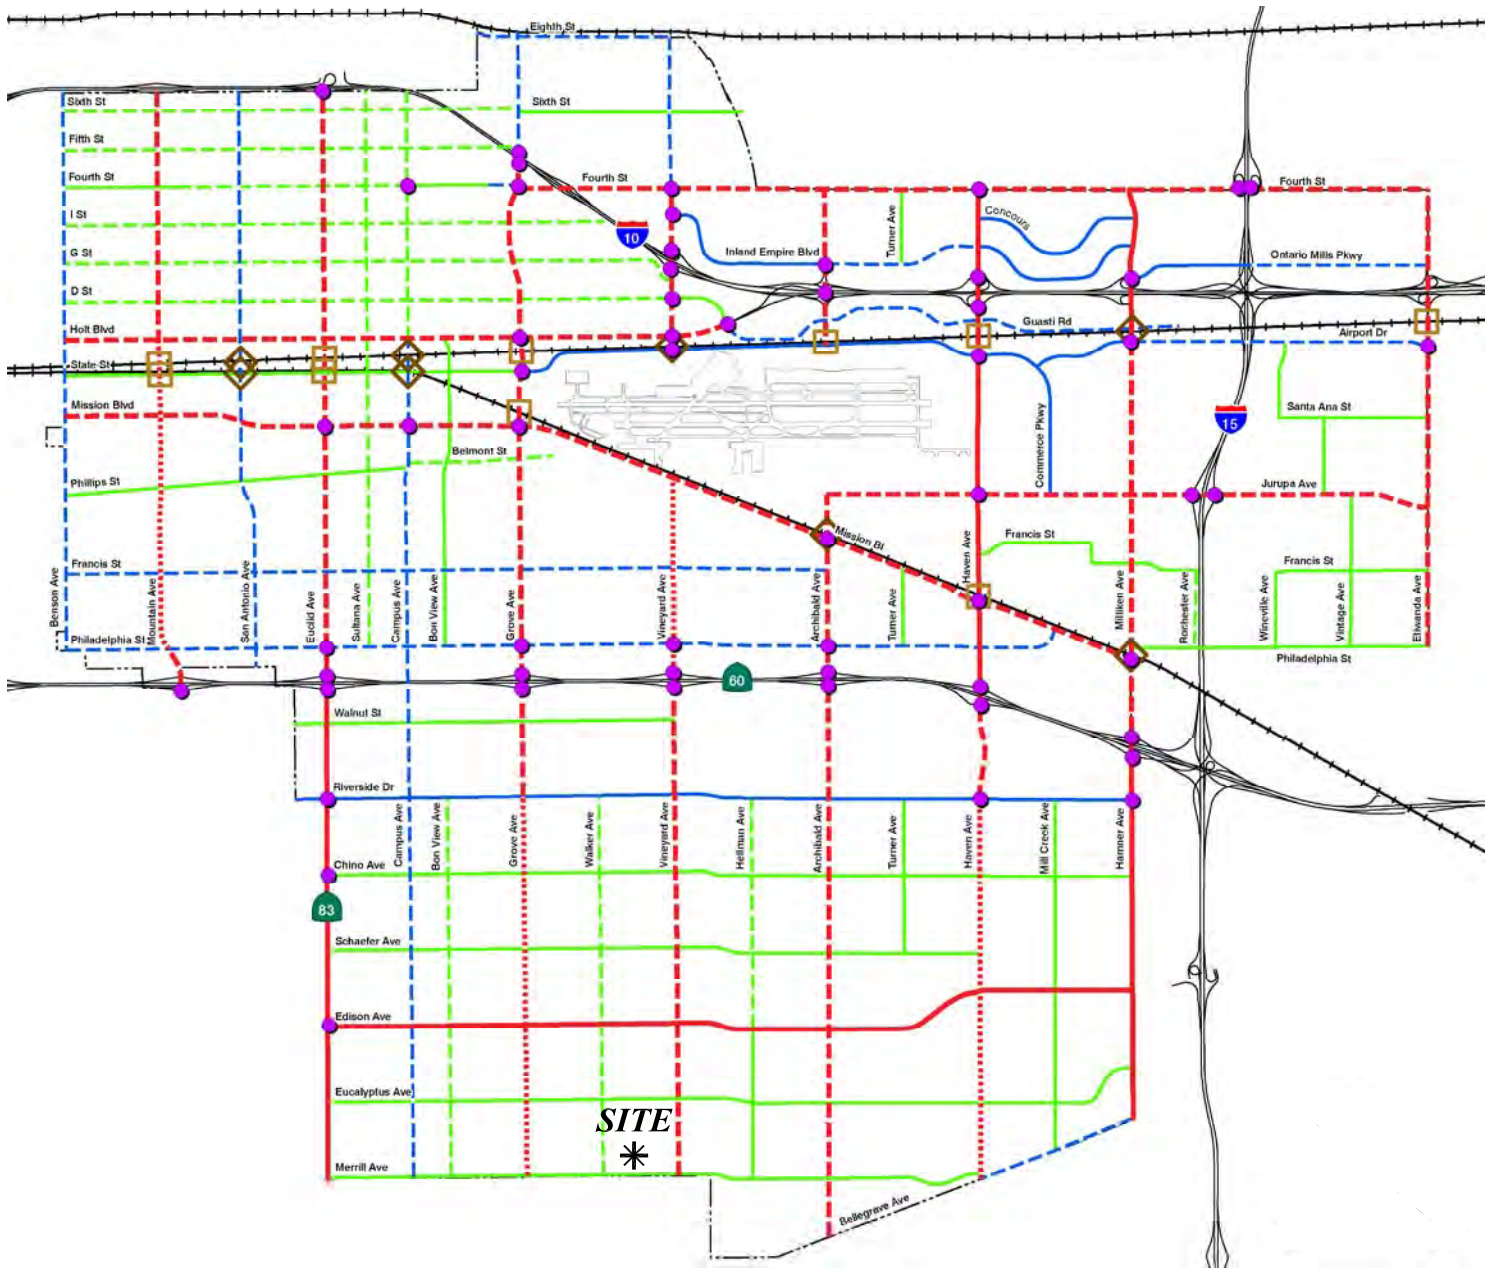 Eighth St
Sixth St
Sixth St
Fifth St
Fourth St
Fourth St
Fourth St
I St
Turner Ave
Concours
10
G St
Inland Empire Blvd
Ontario Mills Pkwy
D St
Holt Blvd
Guasti Rd
Airport Dr
State St
Mission Blvd
Santa Ana St
15
Belmont St
Commerce Pkwy
Phillips St
Jurupa Ave
Mission Bl
Francis St
Francis St
Francis St
Benson Ave
Mountain Ave
San Antonio Ave
Euclid Ave
Sultana Ave
Campus Ave
Bon View Ave
Grove Ave
Vineyard Ave
Archibald Ave
Turner Ave
Haven Ave
Milliken Ave
Rochester Ave
Wineville Ave
Vintage Ave
Etiwanda Ave
Philadelphia St
Philadelphia St
60
Walnut St
Riverside Dr
Campus Ave
Bon View Ave
Grove Ave
Walker Ave
Vineyard Ave
Hellman Ave
Archibald Ave
Turner Ave
Haven Ave
Mill Creek Ave
Hamner Ave
Chino Ave
83
Schaefer Ave
Edison Ave
Eucalyptus Ave
SITE
Merrill Ave
Bellegrave Ave